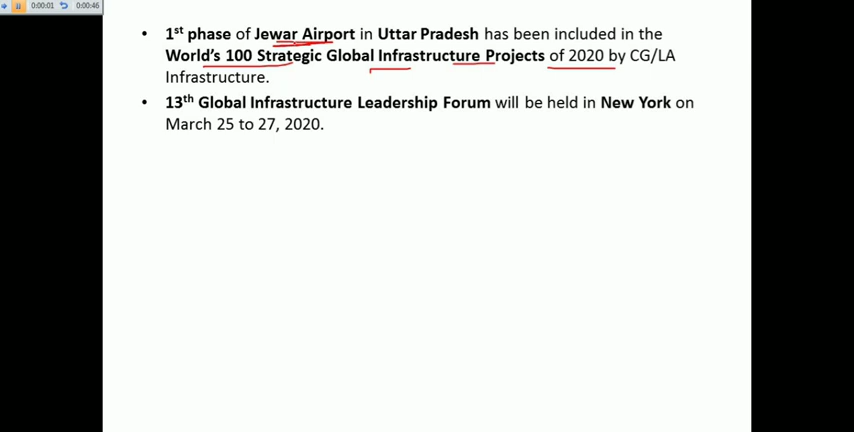 0:00:01 0:00:46
• 1st phase of Jewar Airport in Uttar Pradesh has been included in the
World's 100 Strategic Global Infrastructure Projects of 2020 by CG/LA
Infrastructure.
• 13th Global Infrastructure Leadership Forum will be held in New York on
March 25 to 27, 2020.